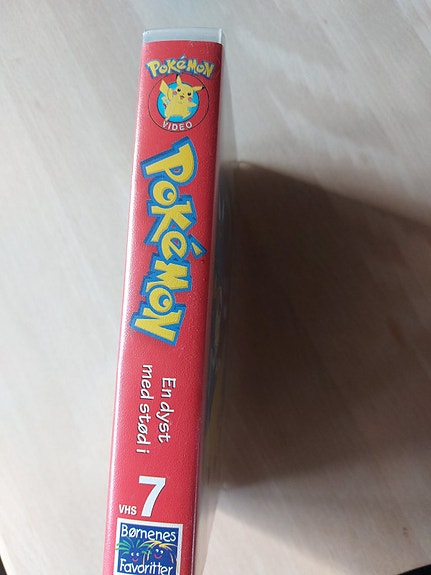 POKéMON
VIDEO
POKéMON
En dyst
med stød i
7
VHS
Børnenes
Favoritter